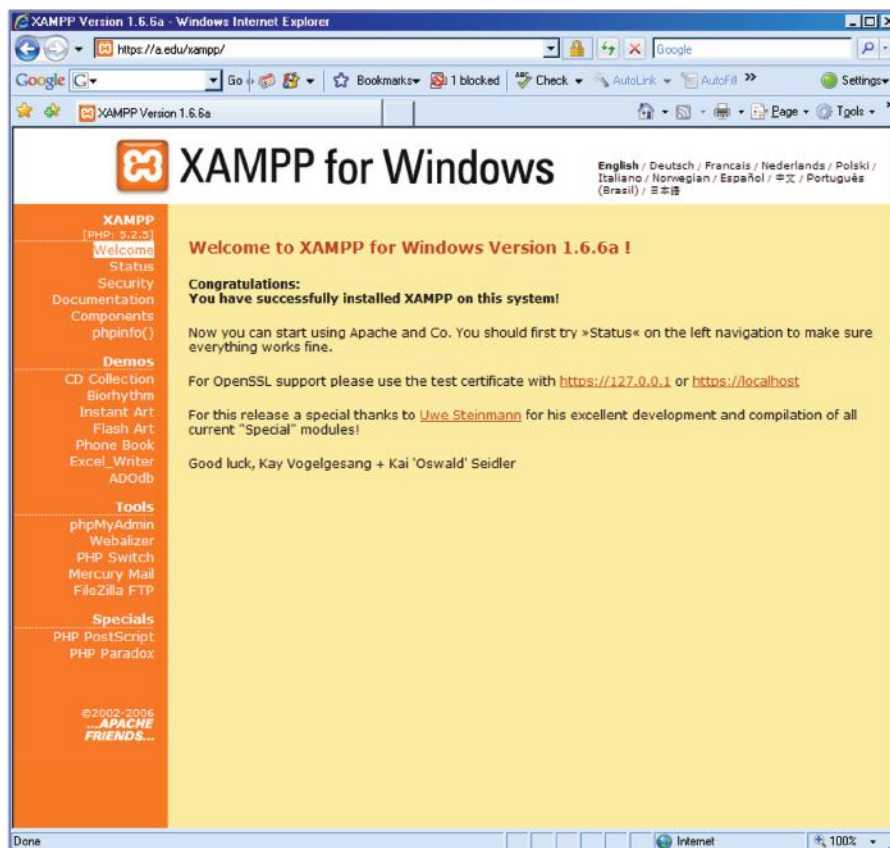 XAMPP Version 1.6.6a - Windows Internet Explorer
https://a.edu/xampp/
Google
Google G Go Bookmarks 1 blocked Check AutoLink AutoFill Settings
XAMPP Version 1.6.6a Page Tools
XAMPP for Windows
English / Deutsch / Francais / Nederlands / Polski /
Italiano / Norwegian / Español / 中文 / Português
(Brasil) / 日本語
XAMPP
[PHP: 5.2.5]
Welcome
Status
Security
Documentation
Components
phpinfo()
Demos
CD Collection
Biorhythm
Instant Art
Flash Art
Phone Book
Excel_Writer
ADOdb
Tools
phpMyAdmin
Webalizer
PHP Switch
Mercury Mail
FileZilla FTP
Specials
PHP PostScript
PHP Paradox
©2002-2006
...APACHE
FRIENDS...
Welcome to XAMPP for Windows Version 1.6.6a !
Congratulations:
You have successfully installed XAMPP on this system!
Now you can start using Apache and Co. You should first try »Status« on the left navigation to make sure
everything works fine.
For OpenSSL support please use the test certificate with https://127.0.0.1 or https://localhost
For this release a special thanks to Uwe Steinmann for his excellent development and compilation of all
current "Special" modules!
Good luck, Kay Vogelgesang + Kai 'Oswald' Seidler
Done Internet 100%